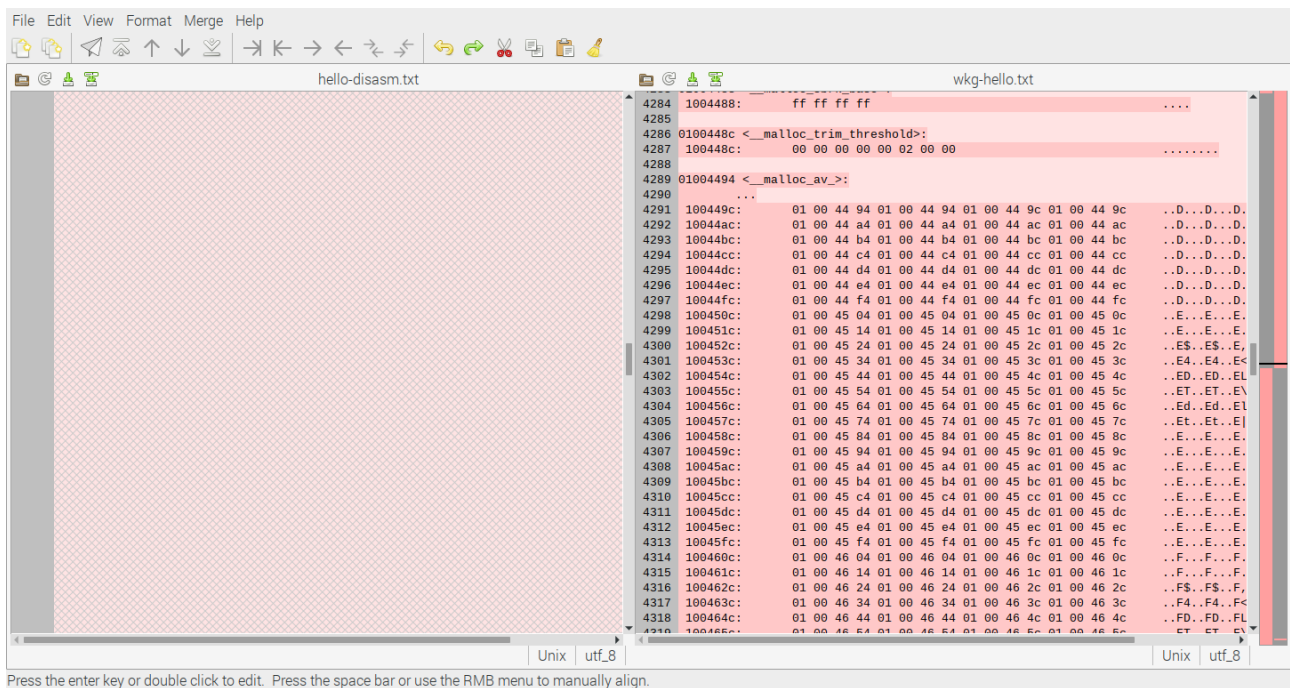 File Edit View Format Merge Help
hello-disasm.txt
wkg-hello.txt
4284 1004488: ff ff ff ff ....
4285
4286 0100448c <__malloc_trim_threshold>:
4287 100448c: 00 00 00 00 00 02 00 00 ........
4288
4289 01004494 <__malloc_av_>:
4290 ...
4291 100449c: 01 00 44 94 01 00 44 94 01 00 44 9c 01 00 44 9c ..D...D...D.
4292 10044ac: 01 00 44 a4 01 00 44 a4 01 00 44 ac 01 00 44 ac ..D...D...D.
4293 10044bc: 01 00 44 b4 01 00 44 b4 01 00 44 bc 01 00 44 bc ..D...D...D.
4294 10044cc: 01 00 44 c4 01 00 44 c4 01 00 44 cc 01 00 44 cc ..D...D...D.
4295 10044dc: 01 00 44 d4 01 00 44 d4 01 00 44 dc 01 00 44 dc ..D...D...D.
4296 10044ec: 01 00 44 e4 01 00 44 e4 01 00 44 ec 01 00 44 ec ..D...D...D.
4297 10044fc: 01 00 44 f4 01 00 44 f4 01 00 44 fc 01 00 44 fc ..D...D...D.
4298 100450c: 01 00 45 04 01 00 45 04 01 00 45 0c 01 00 45 0c ..E...E...E.
4299 100451c: 01 00 45 14 01 00 45 14 01 00 45 1c 01 00 45 1c ..E...E...E.
4300 100452c: 01 00 45 24 01 00 45 24 01 00 45 2c 01 00 45 2c ..E$..E$..E,
4301 100453c: 01 00 45 34 01 00 45 34 01 00 45 3c 01 00 45 3c ..E4..E4..E<
4302 100454c: 01 00 45 44 01 00 45 44 01 00 45 4c 01 00 45 4c ..ED..ED..EL
4303 100455c: 01 00 45 54 01 00 45 54 01 00 45 5c 01 00 45 5c ..ET..ET..E\
4304 100456c: 01 00 45 64 01 00 45 64 01 00 45 6c 01 00 45 6c ..Ed..Ed..El
4305 100457c: 01 00 45 74 01 00 45 74 01 00 45 7c 01 00 45 7c ..Et..Et..E|
4306 100458c: 01 00 45 84 01 00 45 84 01 00 45 8c 01 00 45 8c ..E...E...E.
4307 100459c: 01 00 45 94 01 00 45 94 01 00 45 9c 01 00 45 9c ..E...E...E.
4308 10045ac: 01 00 45 a4 01 00 45 a4 01 00 45 ac 01 00 45 ac ..E...E...E.
4309 10045bc: 01 00 45 b4 01 00 45 b4 01 00 45 bc 01 00 45 bc ..E...E...E.
4310 10045cc: 01 00 45 c4 01 00 45 c4 01 00 45 cc 01 00 45 cc ..E...E...E.
4311 10045dc: 01 00 45 d4 01 00 45 d4 01 00 45 dc 01 00 45 dc ..E...E...E.
4312 10045ec: 01 00 45 e4 01 00 45 e4 01 00 45 ec 01 00 45 ec ..E...E...E.
4313 10045fc: 01 00 45 f4 01 00 45 f4 01 00 45 fc 01 00 45 fc ..E...E...E.
4314 100460c: 01 00 46 04 01 00 46 04 01 00 46 0c 01 00 46 0c ..F...F...F.
4315 100461c: 01 00 46 14 01 00 46 14 01 00 46 1c 01 00 46 1c ..F...F...F.
4316 100462c: 01 00 46 24 01 00 46 24 01 00 46 2c 01 00 46 2c ..F$..F$..F,
4317 100463c: 01 00 46 34 01 00 46 34 01 00 46 3c 01 00 46 3c ..F4..F4..F<
4318 100464c: 01 00 46 44 01 00 46 44 01 00 46 4c 01 00 46 4c ..FD..FD..FL
Unix utf_8
Unix utf_8
Press the enter key or double click to edit. Press the space bar or use the RMB menu to manually align.